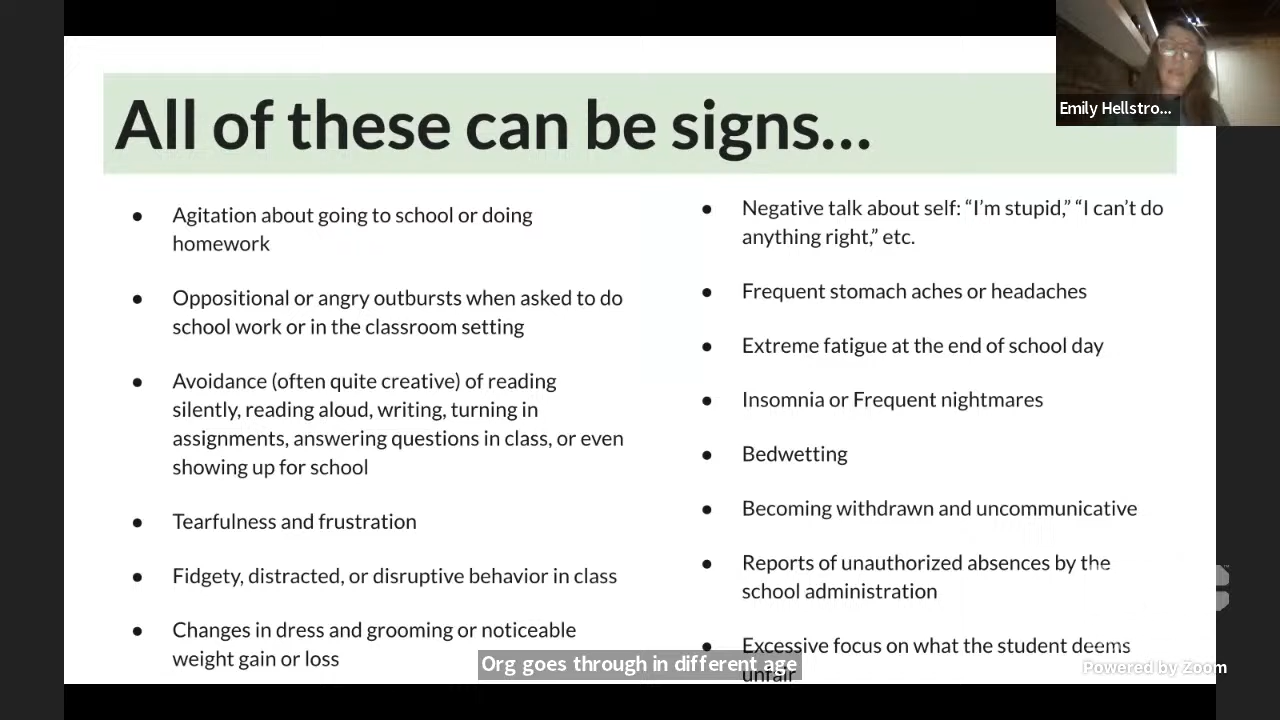 All of these can be signs...
● Agitation about going to school or doing
homework
● Oppositional or angry outbursts when asked to do
school work or in the classroom setting
● Avoidance (often quite creative) of reading
silently, reading aloud, writing, turning in
assignments, answering questions in class, or even
showing up for school
● Tearfulness and frustration
● Fidgety, distracted, or disruptive behavior in class
● Changes in dress and grooming or noticeable
weight gain or loss
● Negative talk about self: “I’m stupid,” “I can’t do
anything right,” etc.
● Frequent stomach aches or headaches
● Extreme fatigue at the end of school day
● Insomnia or Frequent nightmares
● Bedwetting
● Becoming withdrawn and uncommunicative
● Reports of unauthorized absences by the
school administration
● Excessive focus on what the student deems
unfair
Emily Hellstro...
Org goes through in different age
Powered by Zoom